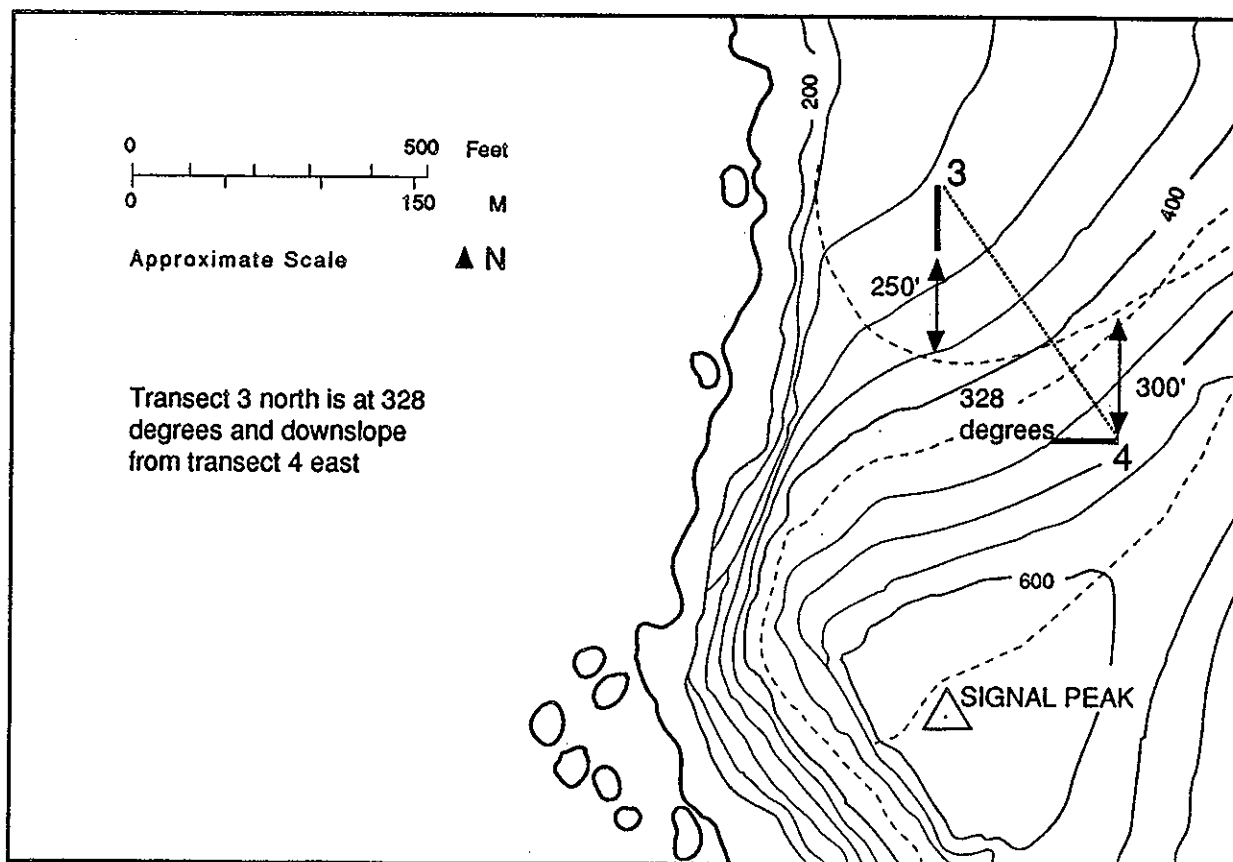 0 500 Feet
0 150 M
Approximate Scale N
Transect 3 north is at 328
degrees and downslope
from transect 4 east
200
3
400
250'
300'
328
degrees
4
600
SIGNAL PEAK